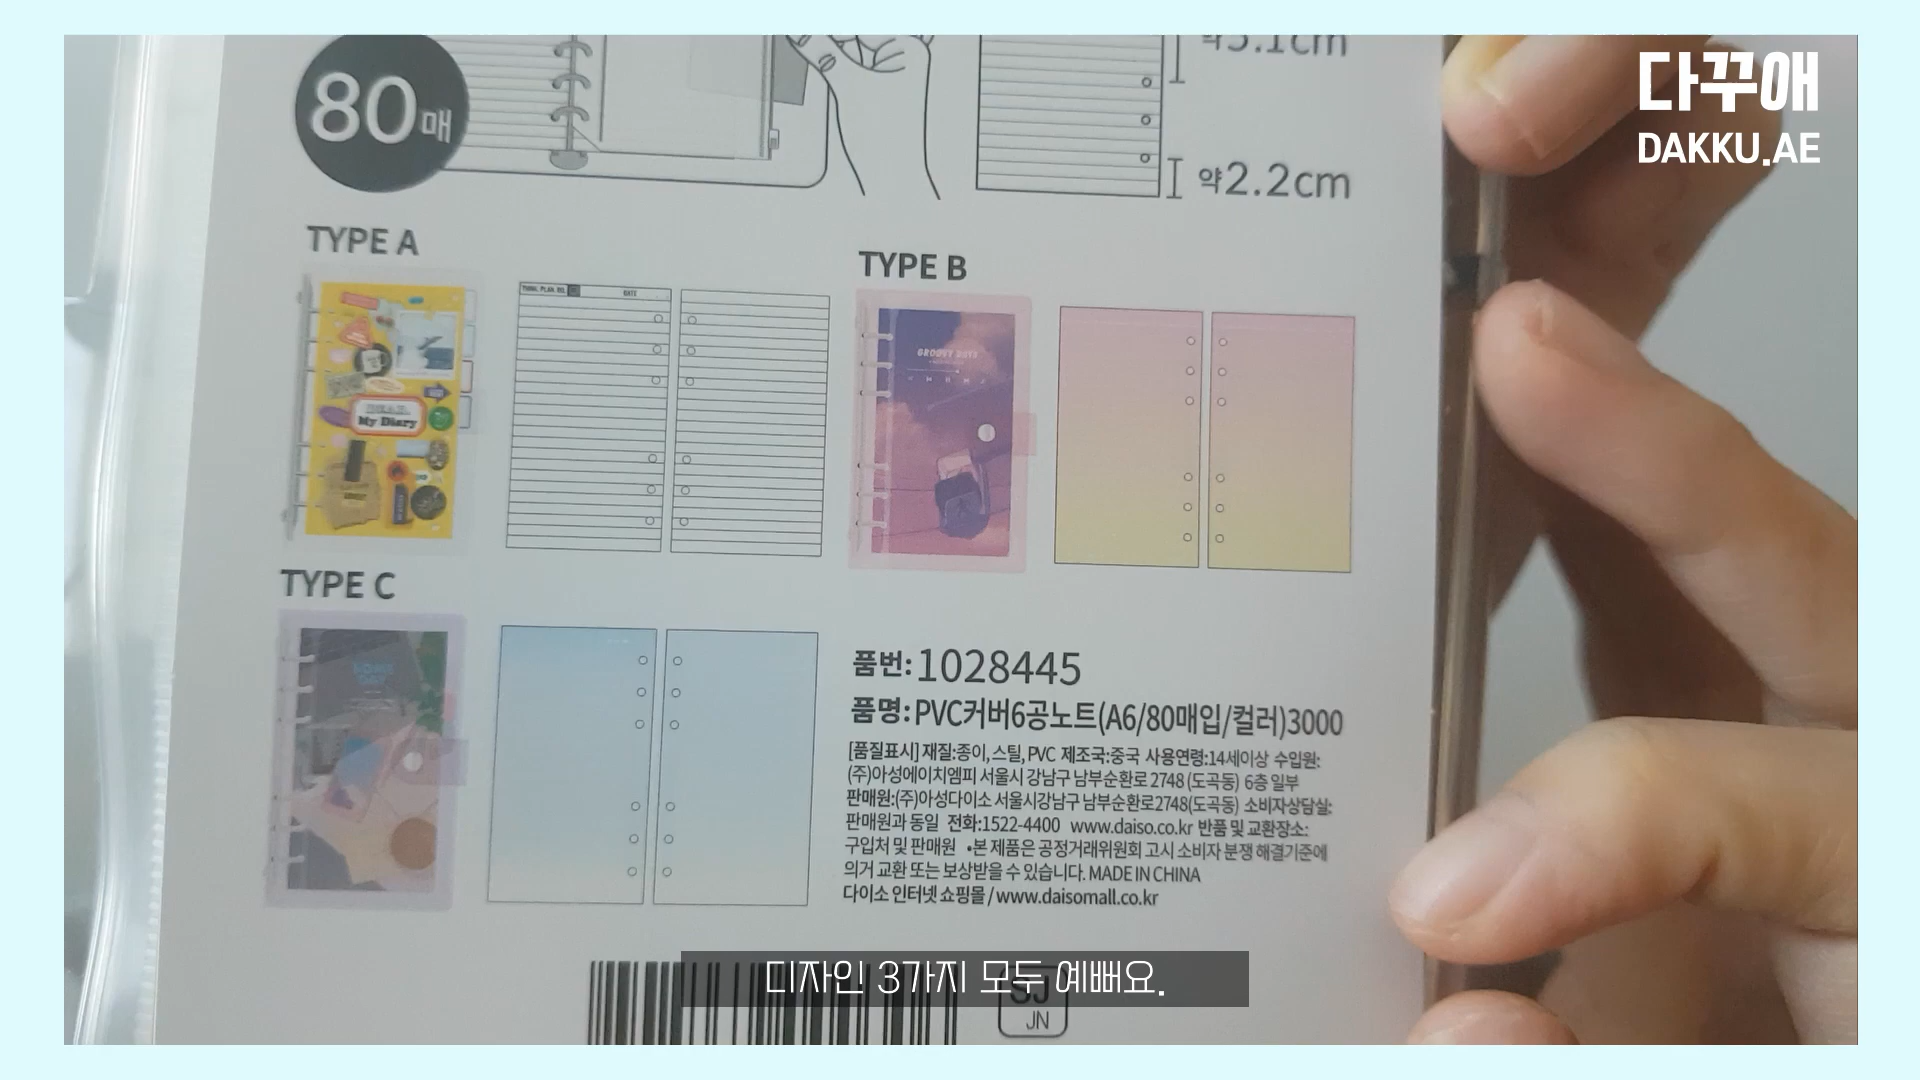 약5.1cm
다꾸애
DAKKU.AE
80매
약2.2cm
TYPE A
TYPE B
DATE
GROOVY DAYS
My Diary
TYPE C
품번:1028445
품명:PVC커버6공노트(A6/80매입/컬러)3000
[품질표시] 재질:종이, 스틸, PVC 제조국:중국 사용연령:14세이상 수입원:
(주)아성에이치엠피 서울시 강남구 남부순환로 2748 (도곡동) 6층 일부
판매원:(주)아성다이소 서울시강남구 남부순환로2748(도곡동) 소비자상담실:
판매원과 동일 전화:1522-4400 www.daiso.co.kr 반품 및 교환장소:
구입처 및 판매원 •본 제품은 공정거래위원회 고시 소비자 분쟁 해결기준에
의거 교환 또는 보상받을 수 있습니다. MADE IN CHINA
다이소 인터넷 쇼핑몰 / www.daisomall.co.kr
디자인 3가지 모두 예뻐요.
SJ
JN